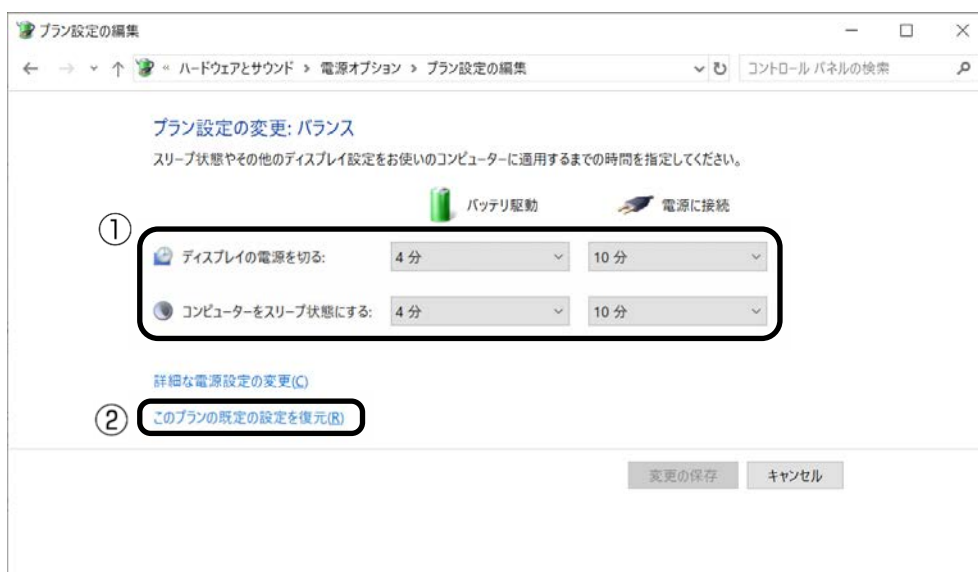 プラン設定の編集
« ハードウェアとサウンド › 電源オプション › プラン設定の編集
コントロール パネルの検索
プラン設定の変更: バランス
スリープ状態やその他のディスプレイ設定をお使いのコンピューターに適用するまでの時間を指定してください。
バッテリ駆動 電源に接続
①
ディスプレイの電源を切る: 4 分 10 分
コンピューターをスリープ状態にする: 4 分 10 分
詳細な電源設定の変更(C)
② このプランの既定の設定を復元(R)
変更の保存 キャンセル